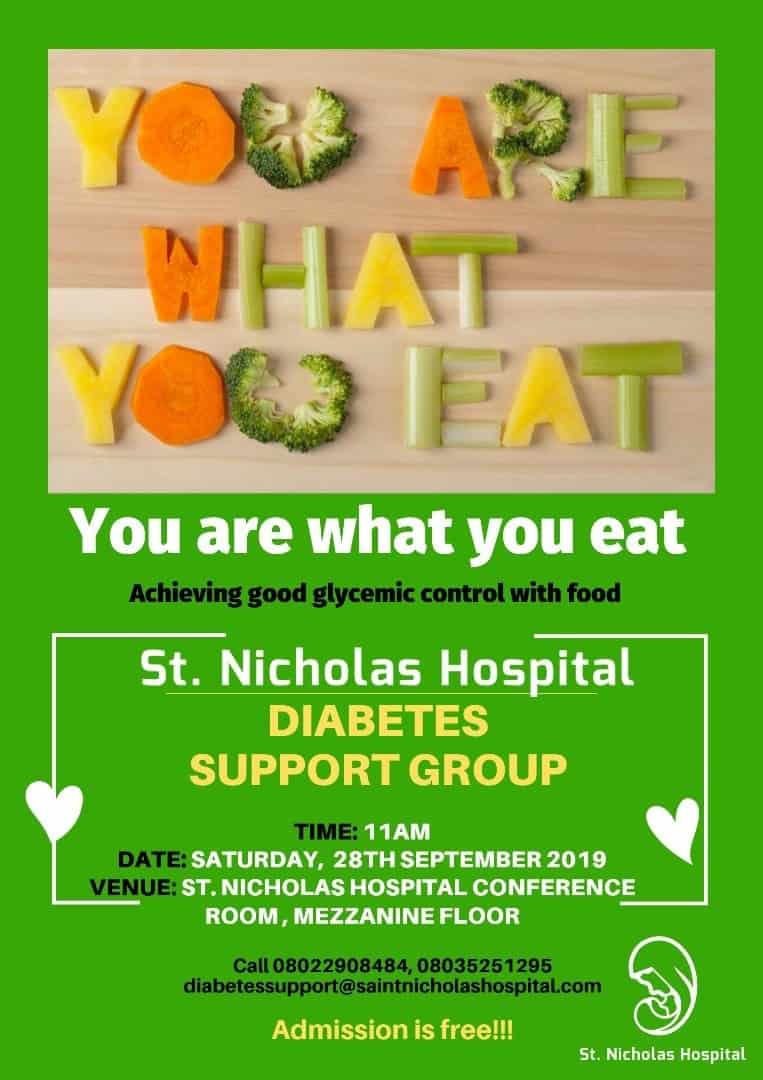 YOU ARE
WHAT
YOU EAT
You are what you eat
Achieving good glycemic control with food
St. Nicholas Hospital
DIABETES
SUPPORT GROUP
TIME: 11AM
DATE: SATURDAY, 28TH SEPTEMBER 2019
VENUE: ST. NICHOLAS HOSPITAL CONFERENCE
ROOM , MEZZANINE FLOOR
Call 08022908484, 08035251295
diabetessupport@saintnicholashospital.com
Admission is free!!!
St. Nicholas Hospital